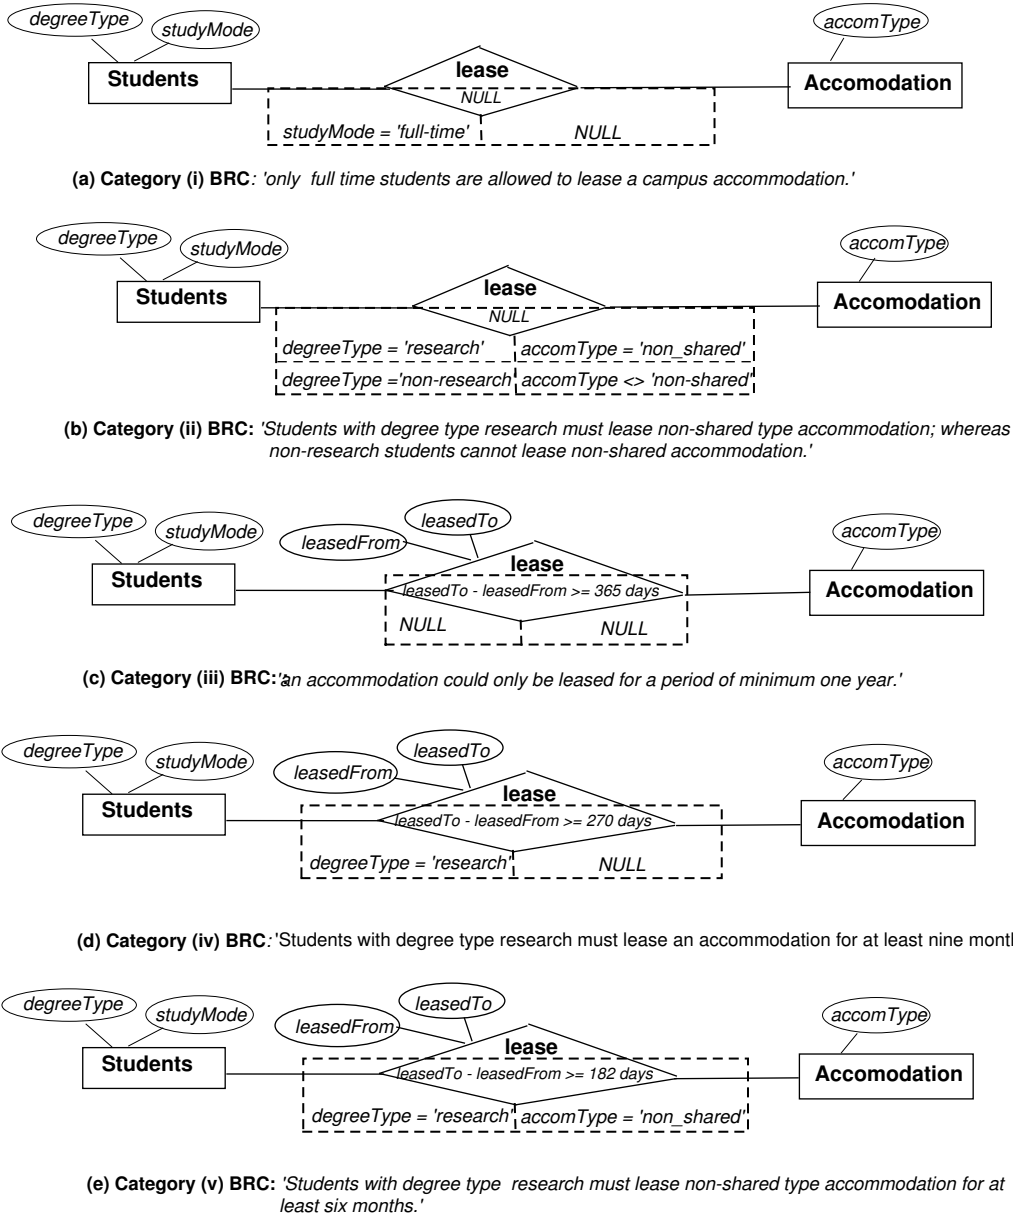 degreeType
studyMode
accomType
Students
lease
Accomodation
NULL
studyMode = 'full-time'
NULL
(a) Category (i) BRC: 'only full time students are allowed to lease a campus accommodation.'
degreeType
studyMode
accomType
Students
lease
Accomodation
NULL
degreeType = 'research'
accomType = 'non_shared'
degreeType ='non-research'
accomType <> 'non-shared'
(b) Category (ii) BRC: 'Students with degree type research must lease non-shared type accommodation; whereas
non-research students cannot lease non-shared accommodation.'
degreeType
studyMode
leasedFrom
leasedTo
accomType
Students
lease
Accomodation
leasedTo - leasedFrom >= 365 days
NULL
NULL
(c) Category (iii) BRC: 'an accommodation could only be leased for a period of minimum one year.'
degreeType
studyMode
leasedFrom
leasedTo
accomType
Students
lease
Accomodation
leasedTo - leasedFrom >= 270 days
degreeType = 'research'
NULL
(d) Category (iv) BRC: 'Students with degree type research must lease an accommodation for at least nine mont
degreeType
studyMode
leasedFrom
leasedTo
accomType
Students
lease
Accomodation
leasedTo - leasedFrom >= 182 days
degreeType = 'research'
accomType = 'non_shared'
(e) Category (v) BRC: 'Students with degree type research must lease non-shared type accommodation for at
least six months.'